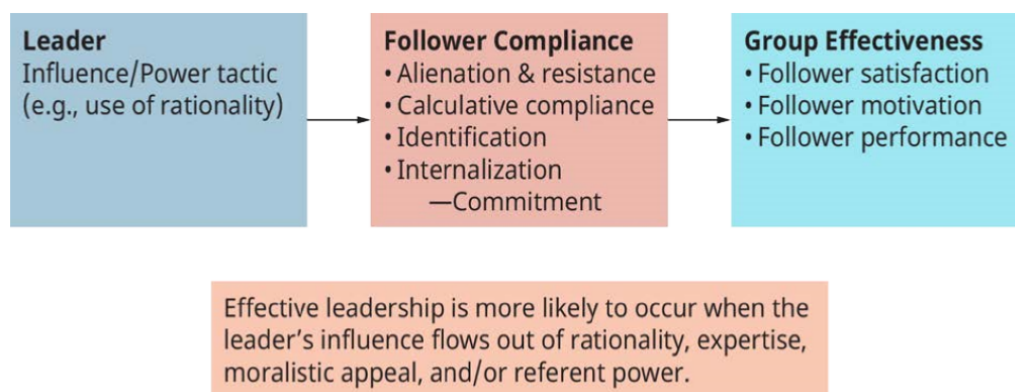 Leader
Influence/Power tactic
(e.g., use of rationality)
Follower Compliance
• Alienation & resistance
• Calculative compliance
• Identification
• Internalization
—Commitment
Group Effectiveness
• Follower satisfaction
• Follower motivation
• Follower performance
Effective leadership is more likely to occur when the
leader's influence flows out of rationality, expertise,
moralistic appeal, and/or referent power.